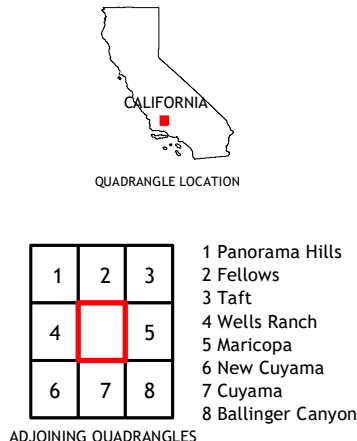 CALIFORNIA
QUADRANGLE LOCATION
1 2 3
4 5
6 7 8
1 Panorama Hills
2 Fellows
3 Taft
4 Wells Ranch
5 Maricopa
6 New Cuyama
7 Cuyama
8 Ballinger Canyon
ADJOINING QUADRANGLES